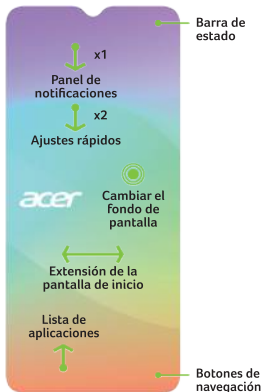 Barra de
estado
x1
Panel de
notificaciones
x2
Ajustes rápidos
acer
Cambiar el
fondo de
pantalla
Extensión de la
pantalla de inicio
Lista de
aplicaciones
Botones de
navegación